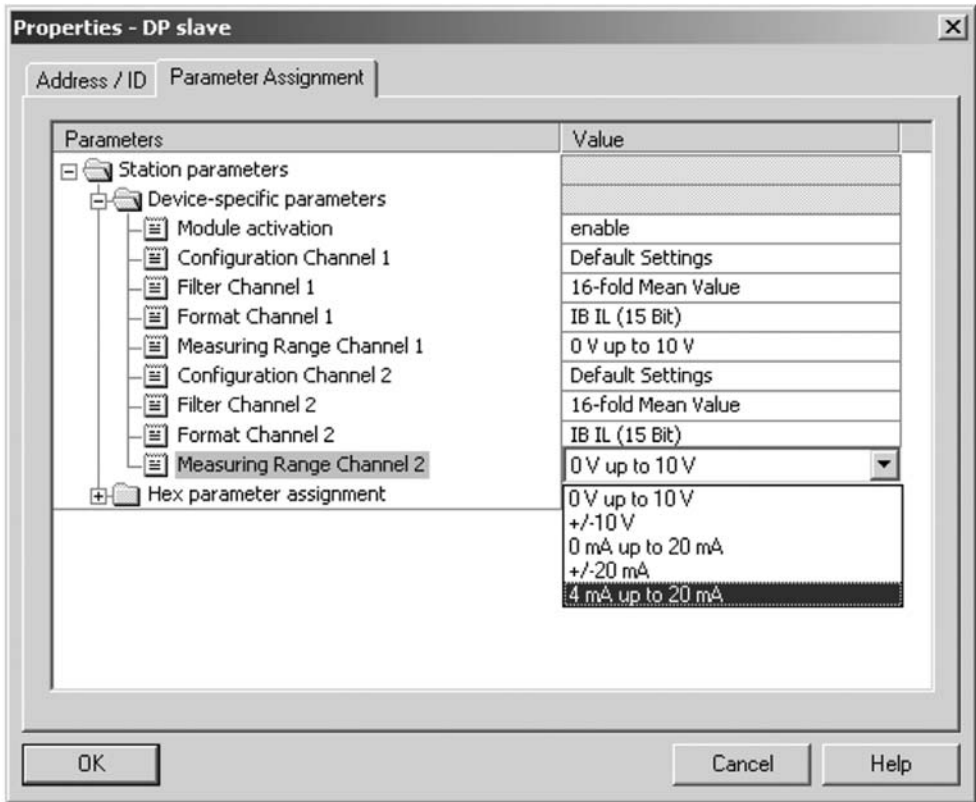 Properties - DP slave
Address / ID Parameter Assignment
Parameters Value
Station parameters
Device-specific parameters
Module activation enable
Configuration Channel 1 Default Settings
Filter Channel 1 16-fold Mean Value
Format Channel 1 IB IL (15 Bit)
Measuring Range Channel 1 0 V up to 10 V
Configuration Channel 2 Default Settings
Filter Channel 2 16-fold Mean Value
Format Channel 2 IB IL (15 Bit)
Measuring Range Channel 2 0 V up to 10 V
Hex parameter assignment 0 V up to 10 V
+/-10 V
0 mA up to 20 mA
+/-20 mA
4 mA up to 20 mA
OK Cancel Help